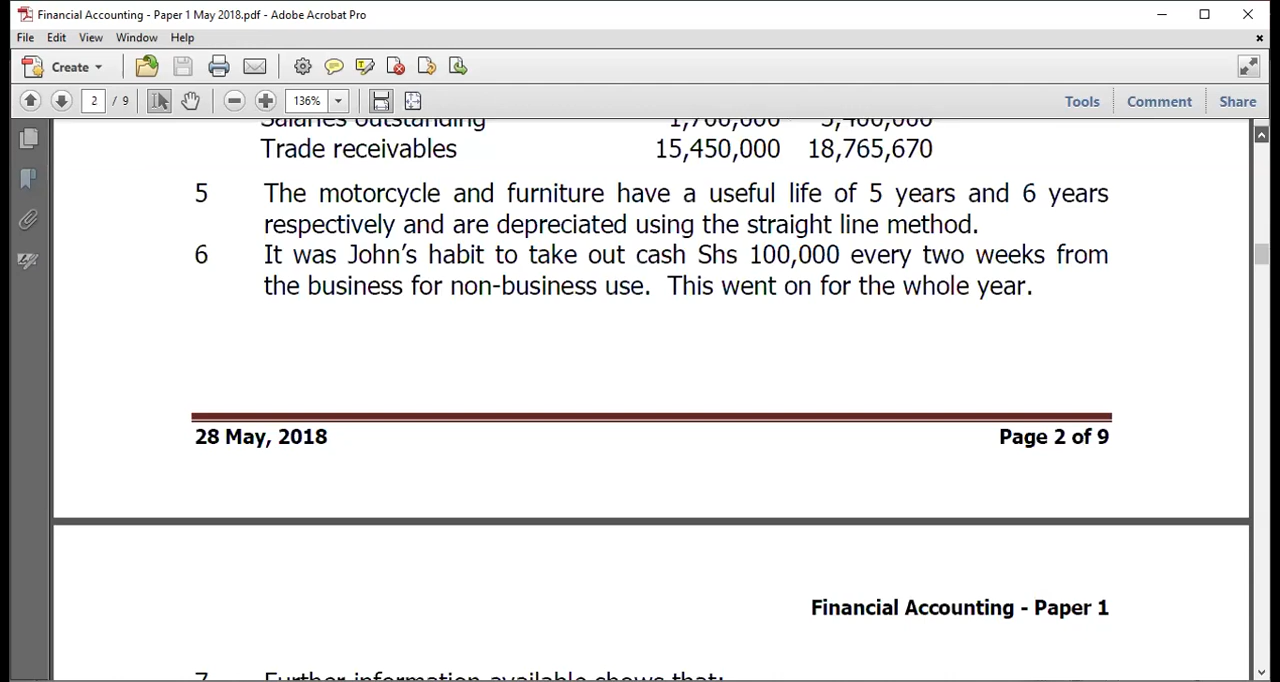 Financial Accounting - Paper 1 May 2018.pdf - Adobe Acrobat Pro
File Edit View Window Help
Create
2 / 9 136% Tools Comment Share
Salaries outstanding 1,700,000 3,400,000
Trade receivables 15,450,000 18,765,670
5 The motorcycle and furniture have a useful life of 5 years and 6 years
respectively and are depreciated using the straight line method.
6 It was John's habit to take out cash Shs 100,000 every two weeks from
the business for non-business use. This went on for the whole year.
28 May, 2018 Page 2 of 9
Financial Accounting - Paper 1
7 Further information available shows that: